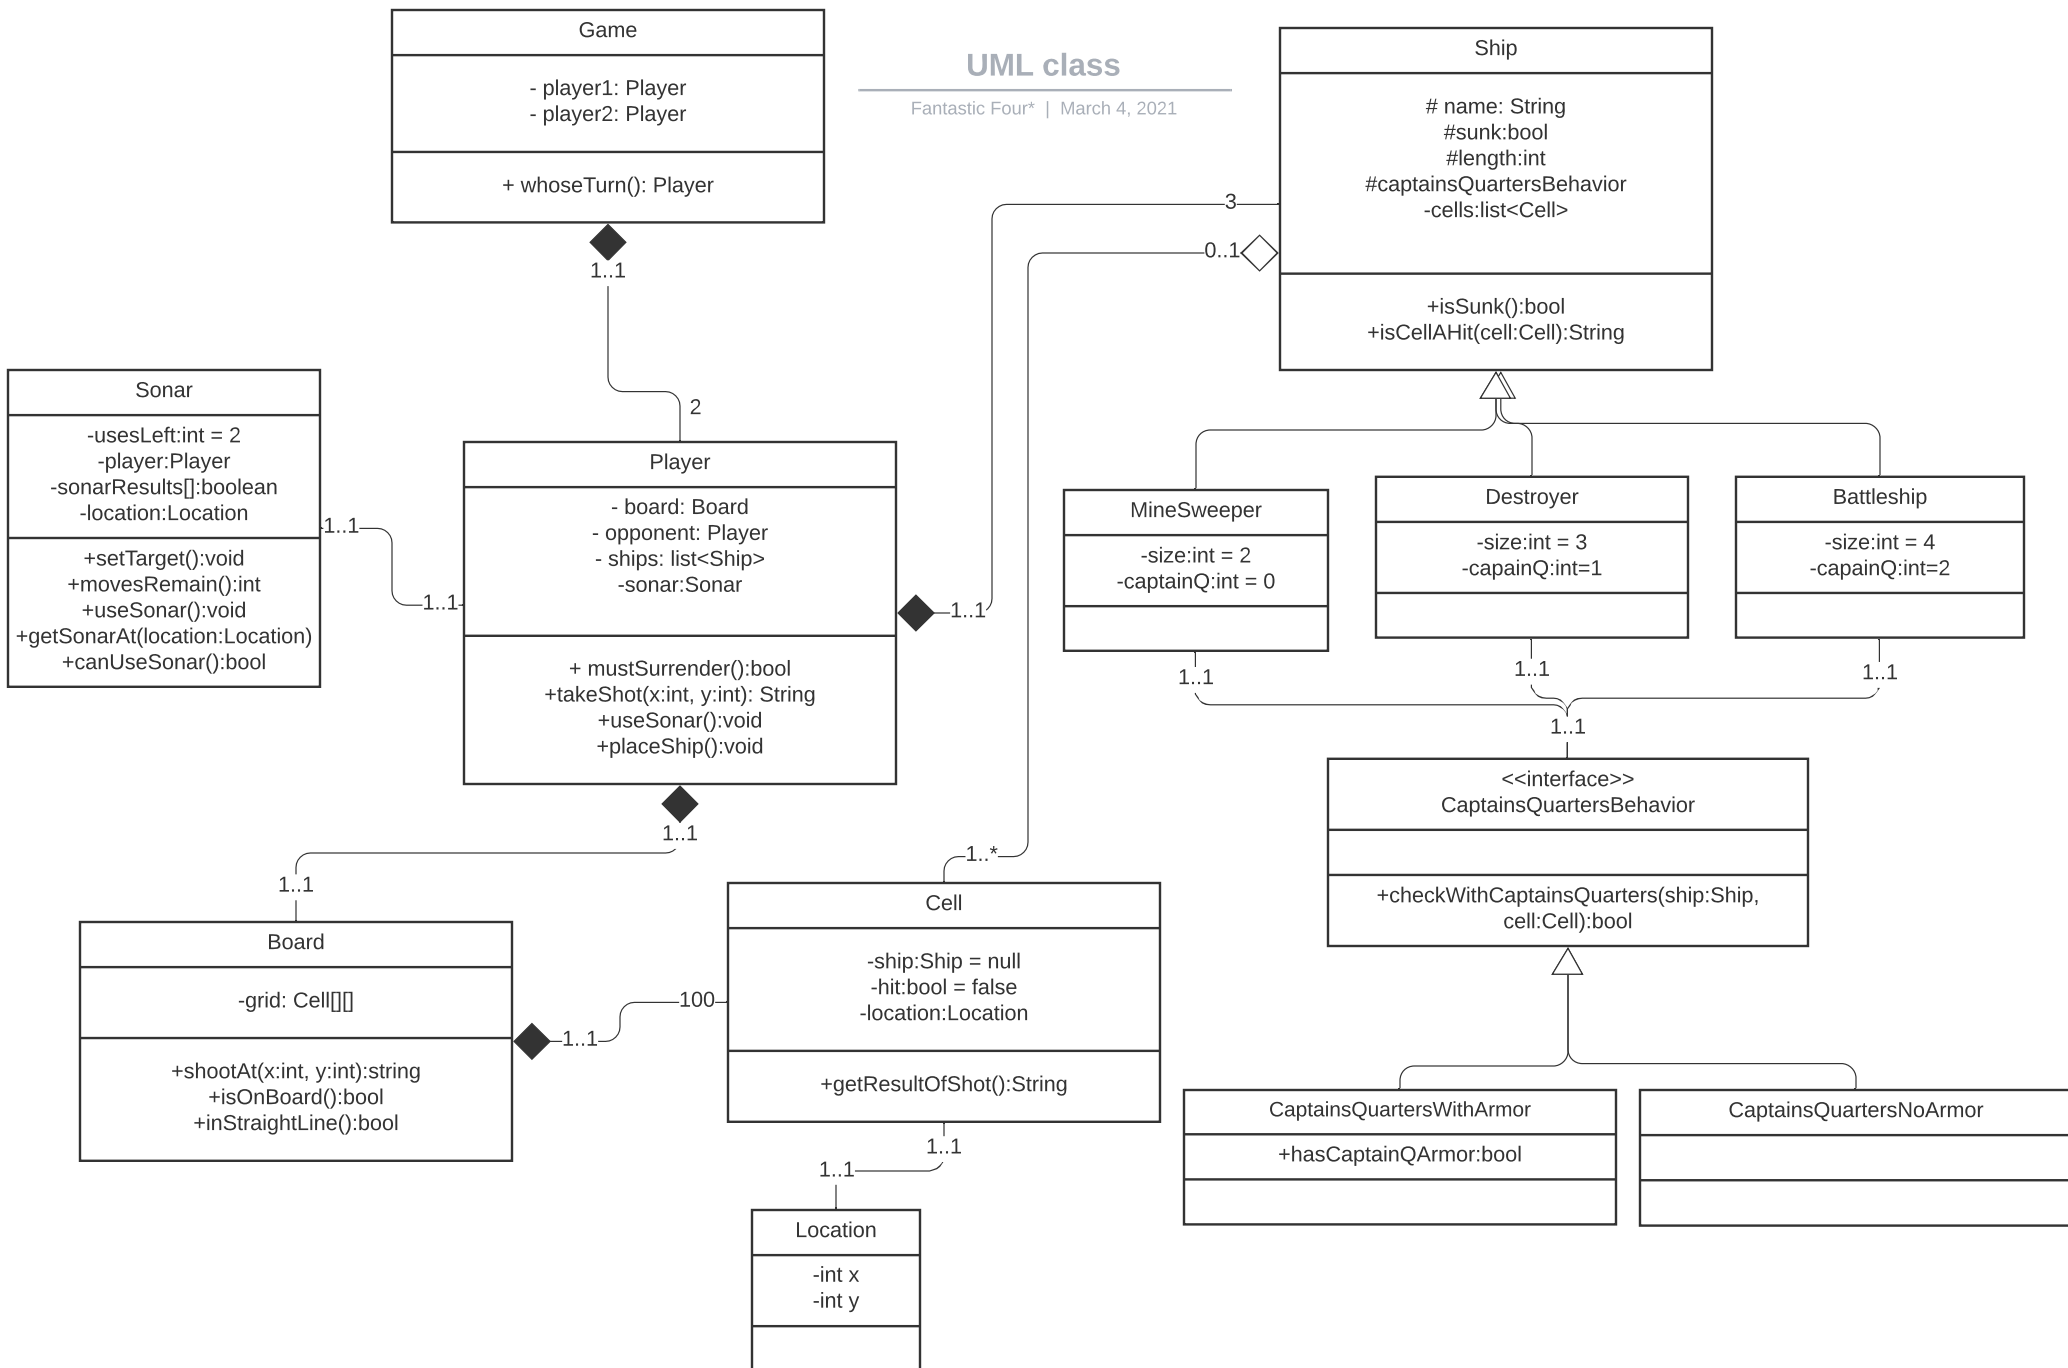 Game
- player1: Player
- player2: Player
+ whoseTurn(): Player
1..1
2
UML class
Fantastic Four* | March 4, 2021
Ship
# name: String
#sunk:bool
#length:int
#captainsQuartersBehavior
-cells:list<Cell>
+isSunk():bool
+isCellAHit(cell:Cell):String
3
0..1
Sonar
-usesLeft:int = 2
-player:Player
-sonarResults[]:boolean
-location:Location
+setTarget():void
+movesRemain():int
+useSonar():void
+getSonarAt(location:Location)
+canUseSonar():bool
1..1
1..1
Player
- board: Board
- opponent: Player
- ships: list<Ship>
-sonar:Sonar
+ mustSurrender():bool
+takeShot(x:int, y:int): String
+useSonar():void
+placeShip():void
1..1
1..1
1..1
MineSweeper
-size:int = 2
-captainQ:int = 0
1..1
Destroyer
-size:int = 3
-capainQ:int=1
1..1
Battleship
-size:int = 4
-capainQ:int=2
1..1
1..1
<<interface>>
CaptainsQuartersBehavior
+checkWithCaptainsQuarters(ship:Ship,
cell:Cell):bool
Board
-grid: Cell[][]
+shootAt(x:int, y:int):string
+isOnBoard():bool
+inStraightLine():bool
1..1
100
1..*
Cell
-ship:Ship = null
-hit:bool = false
-location:Location
+getResultOfShot():String
1..1
1..1
CaptainsQuartersWithArmor
+hasCaptainQArmor:bool
CaptainsQuartersNoArmor
Location
-int x
-int y